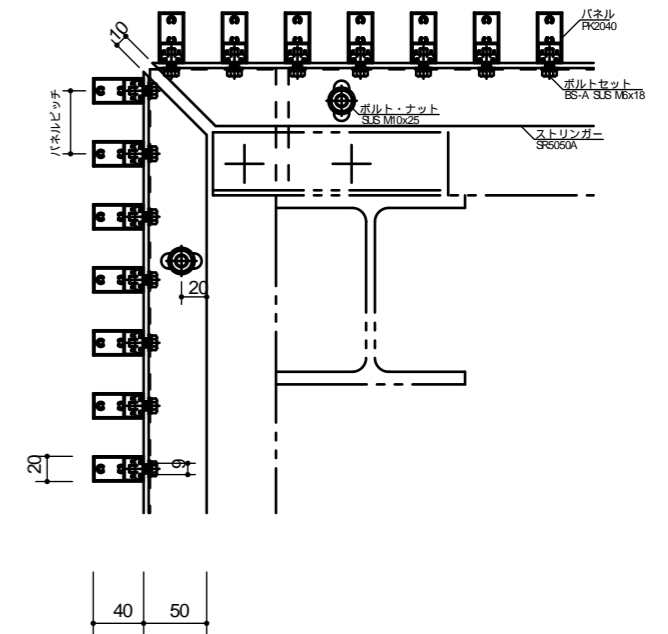 パネル
PK2040
ボルトセット
BS-A SUS M6x18
ボルト・ナット
SUS M10x25
ストリンガー
SR5050A
10
パネルピッチ
20
20
9
40
50